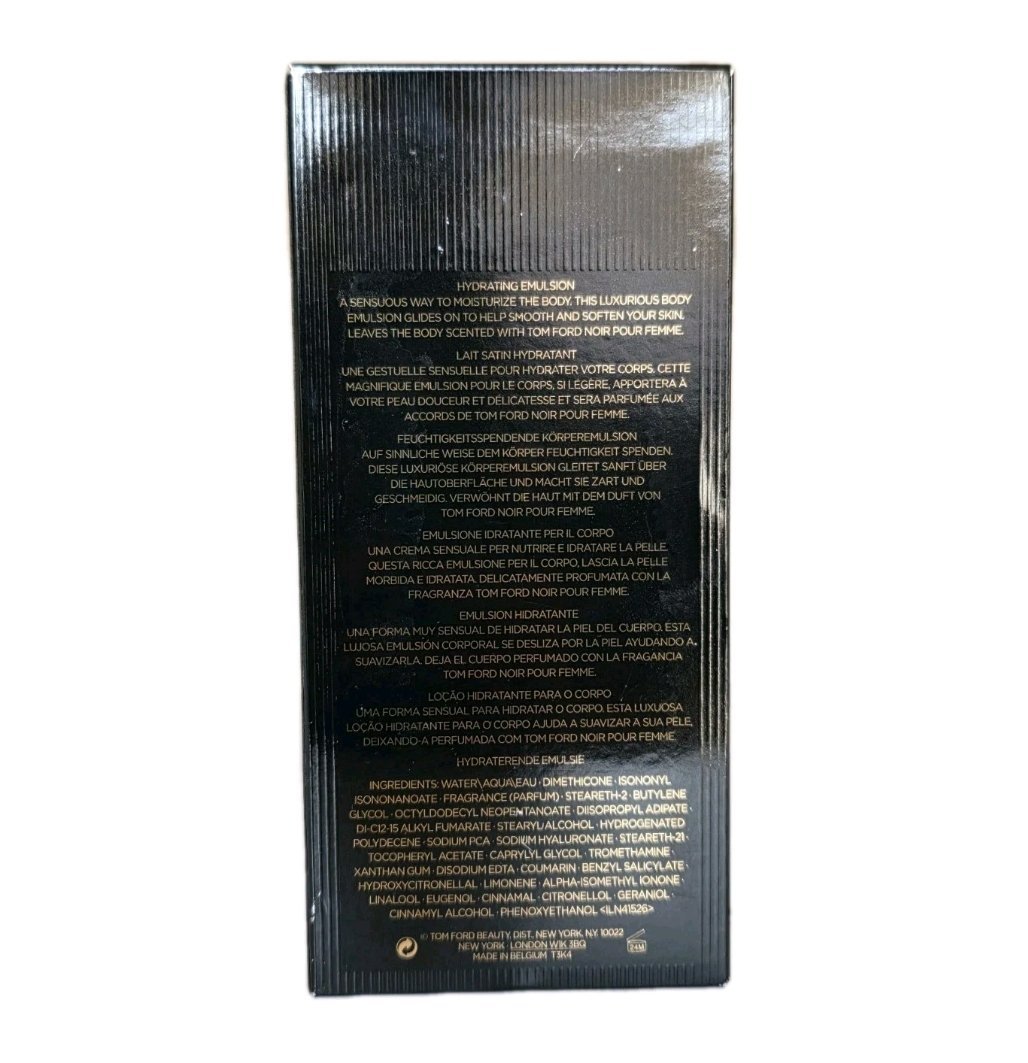 HYDRATING EMULSION
A SENSUOUS WAY TO MOISTURIZE THE BODY. THIS LUXURIOUS BODY
EMULSION GLIDES ON TO HELP SMOOTH AND SOFTEN YOUR SKIN.
LEAVES THE BODY SCENTED WITH TOM FORD NOIR POUR FEMME.
LAIT SATIN HYDRATANT
UNE GESTUELLE SENSUELLE POUR HYDRATER VOTRE CORPS. CETTE
MAGNIFIQUE EMULSION POUR LE CORPS, SI LÉGÈRE, APPORTERA À
VOTRE PEAU DOUCEUR ET DÉLICATESSE ET SERA PARFUMÉE AUX
ACCORDS DE TOM FORD NOIR POUR FEMME.
FEUCHTIGKEITSSPENDENDE KÖRPEREMULSION
AUF SINNLICHE WEISE DEM KÖRPER FEUCHTIGKEIT SPENDEN.
DIESE LUXURIÖSE KÖRPEREMULSION GLEITET SANFT ÜBER
DIE HAUTOBERFLÄCHE UND MACHT SIE ZART UND
GESCHMEIDIG. VERWÖHNT DIE HAUT MIT DEM DUFT VON
TOM FORD NOIR POUR FEMME.
EMULSIONE IDRATANTE PER IL CORPO
UNA CREMA SENSUALE PER NUTRIRE E IDRATARE LA PELLE.
QUESTA RICCA EMULSIONE PER IL CORPO, LASCIA LA PELLE
MORBIDA E IDRATATA. DELICATAMENTE PROFUMATA CON LA
FRAGRANZA TOM FORD NOIR POUR FEMME.
EMULSION HIDRATANTE
UNA FORMA MUY SENSUAL DE HIDRATAR LA PIEL DEL CUERPO. ESTA
LUJOSA EMULSIÓN CORPORAL SE DESLIZA POR LA PIEL AYUDANDO A
SUAVIZARLA. DEJA EL CUERPO PERFUMADO CON LA FRAGANCIA
TOM FORD NOIR POUR FEMME.
LOÇÃO HIDRATANTE PARA O CORPO
UMA FORMA SENSUAL PARA HIDRATAR O CORPO. ESTA LUXUOSA
LOÇÃO HIDRATANTE PARA O CORPO AJUDA A SUAVIZAR A SUA PELE,
DEIXANDO-A PERFUMADA COM TOM FORD NOIR POUR FEMME.
HYDRATERENDE EMULSIE
INGREDIENTS: WATER\AQUA\EAU · DIMETHICONE · ISONONYL
ISONONANOATE · FRAGRANCE (PARFUM) · STEARETH-2 · BUTYLENE
GLYCOL · OCTYLDODECYL NEOPENTANOATE · DIISOPROPYL ADIPATE ·
DI-C12-15 ALKYL FUMARATE · STEARYL ALCOHOL · HYDROGENATED
POLYDECENE · SODIUM PCA · SODIUM HYALURONATE · STEARETH-21 ·
TOCOPHERYL ACETATE · CAPRYLYL GLYCOL · TROMETHAMINE ·
XANTHAN GUM · DISODIUM EDTA · COUMARIN · BENZYL SALICYLATE ·
HYDROXYCITRONELLAL · LIMONENE · ALPHA-ISOMETHYL IONONE ·
LINALOOL · EUGENOL · CINNAMAL · CITRONELLOL · GERANIOL ·
CINNAMYL ALCOHOL · PHENOXYETHANOL <ILN41526>
© TOM FORD BEAUTY, DIST. NEW YORK, N.Y. 10022
NEW YORK · LONDON W1K 3BQ
MADE IN BELGIUM T3K4
24M